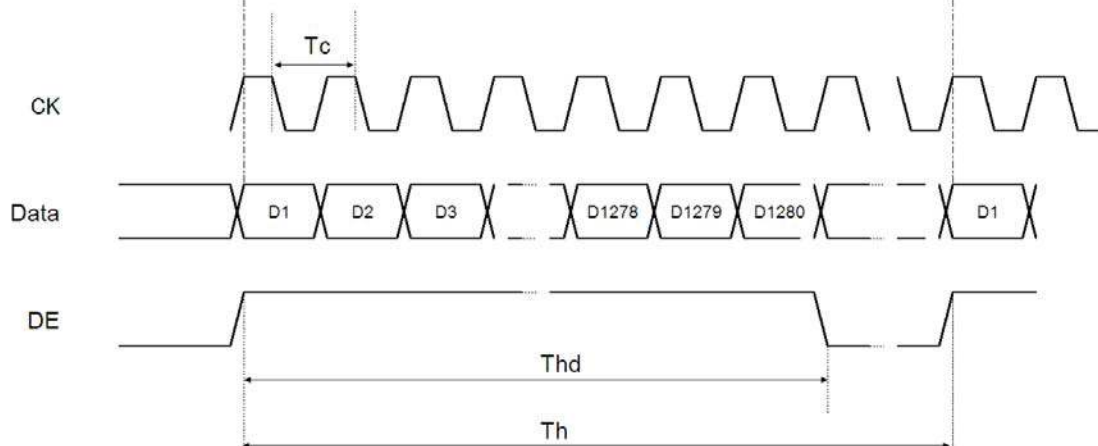 Tc
CK
Data D1 D2 D3 D1278 D1279 D1280 D1
DE
Thd
Th